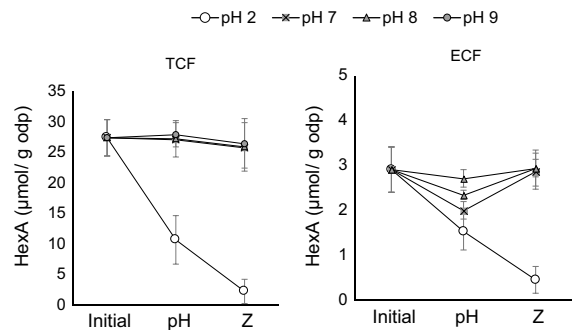 pH 2 pH 7 pH 8 pH 9
TCF
HexA (µmol/ g odp)
35
30
25
20
15
10
5
0
Initial pH Z
ECF
HexA (µmol/ g odp)
5
4
3
2
1
0
Initial pH Z